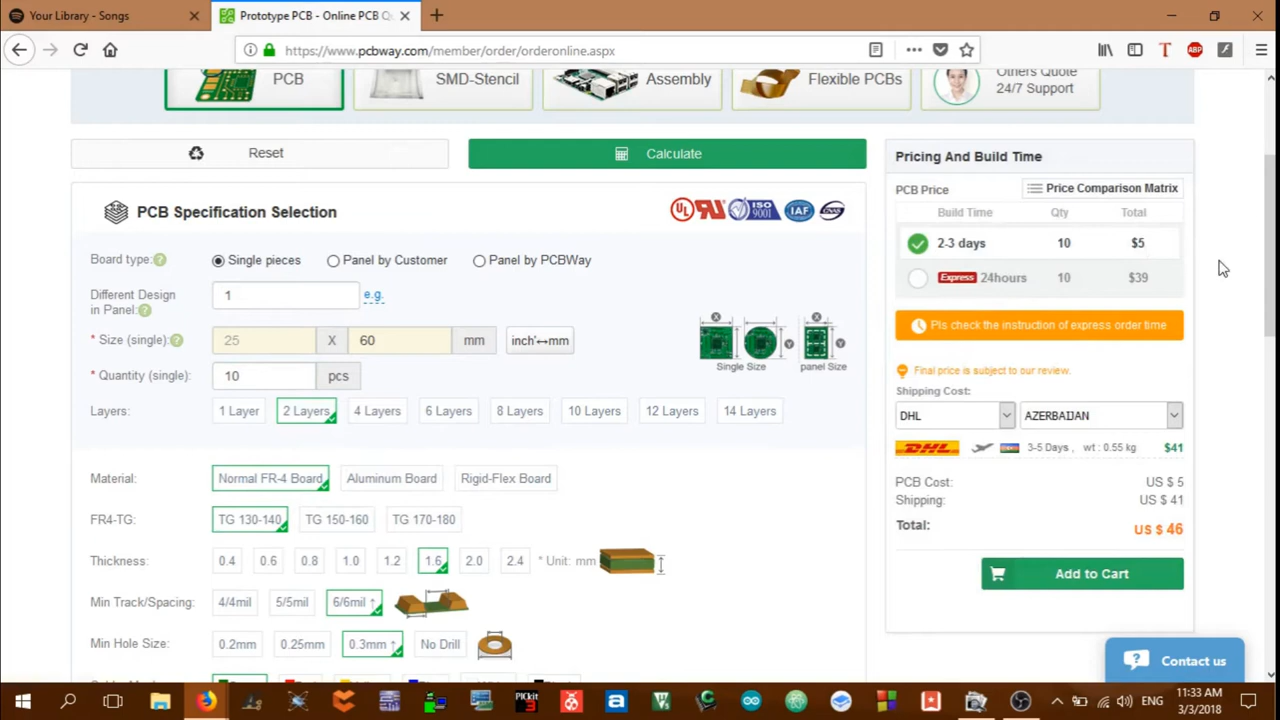 Your Library - Songs
Prototype PCB - Online PCB Qu
https://www.pcbway.com/member/order/orderonline.aspx
PCB
SMD-Stencil
Assembly
Flexible PCBs
Others Quote
24/7 Support
Reset
Calculate
Pricing And Build Time
PCB Specification Selection
PCB Price
Price Comparison Matrix
Build Time Qty Total
2-3 days 10 $5
Express 24hours 10 $39
Board type:
Single pieces
Panel by Customer
Panel by PCBWay
Different Design
in Panel:
1
e.g.
Pls check the instruction of express order time
* Size (single):
25 X 60 mm
inch'↔mm
Single Size
panel Size
Final price is subject to our review.
* Quantity (single):
10 pcs
Shipping Cost:
Layers: 1 Layer 2 Layers 4 Layers 6 Layers 8 Layers 10 Layers 12 Layers 14 Layers
DHL AZERBAIJAN
DHL 3-5 Days , wt : 0.55 kg $41
Material: Normal FR-4 Board Aluminum Board Rigid-Flex Board
PCB Cost: US $ 5
Shipping: US $ 41
Total: US $ 46
FR4-TG: TG 130-140 TG 150-160 TG 170-180
Thickness: 0.4 0.6 0.8 1.0 1.2 1.6 2.0 2.4 * Unit: mm
Add to Cart
Min Track/Spacing: 4/4mil 5/5mil 6/6mil ↑
Min Hole Size: 0.2mm 0.25mm 0.3mm ↑ No Drill
Contact us
ENG
11:33 AM
3/3/2018